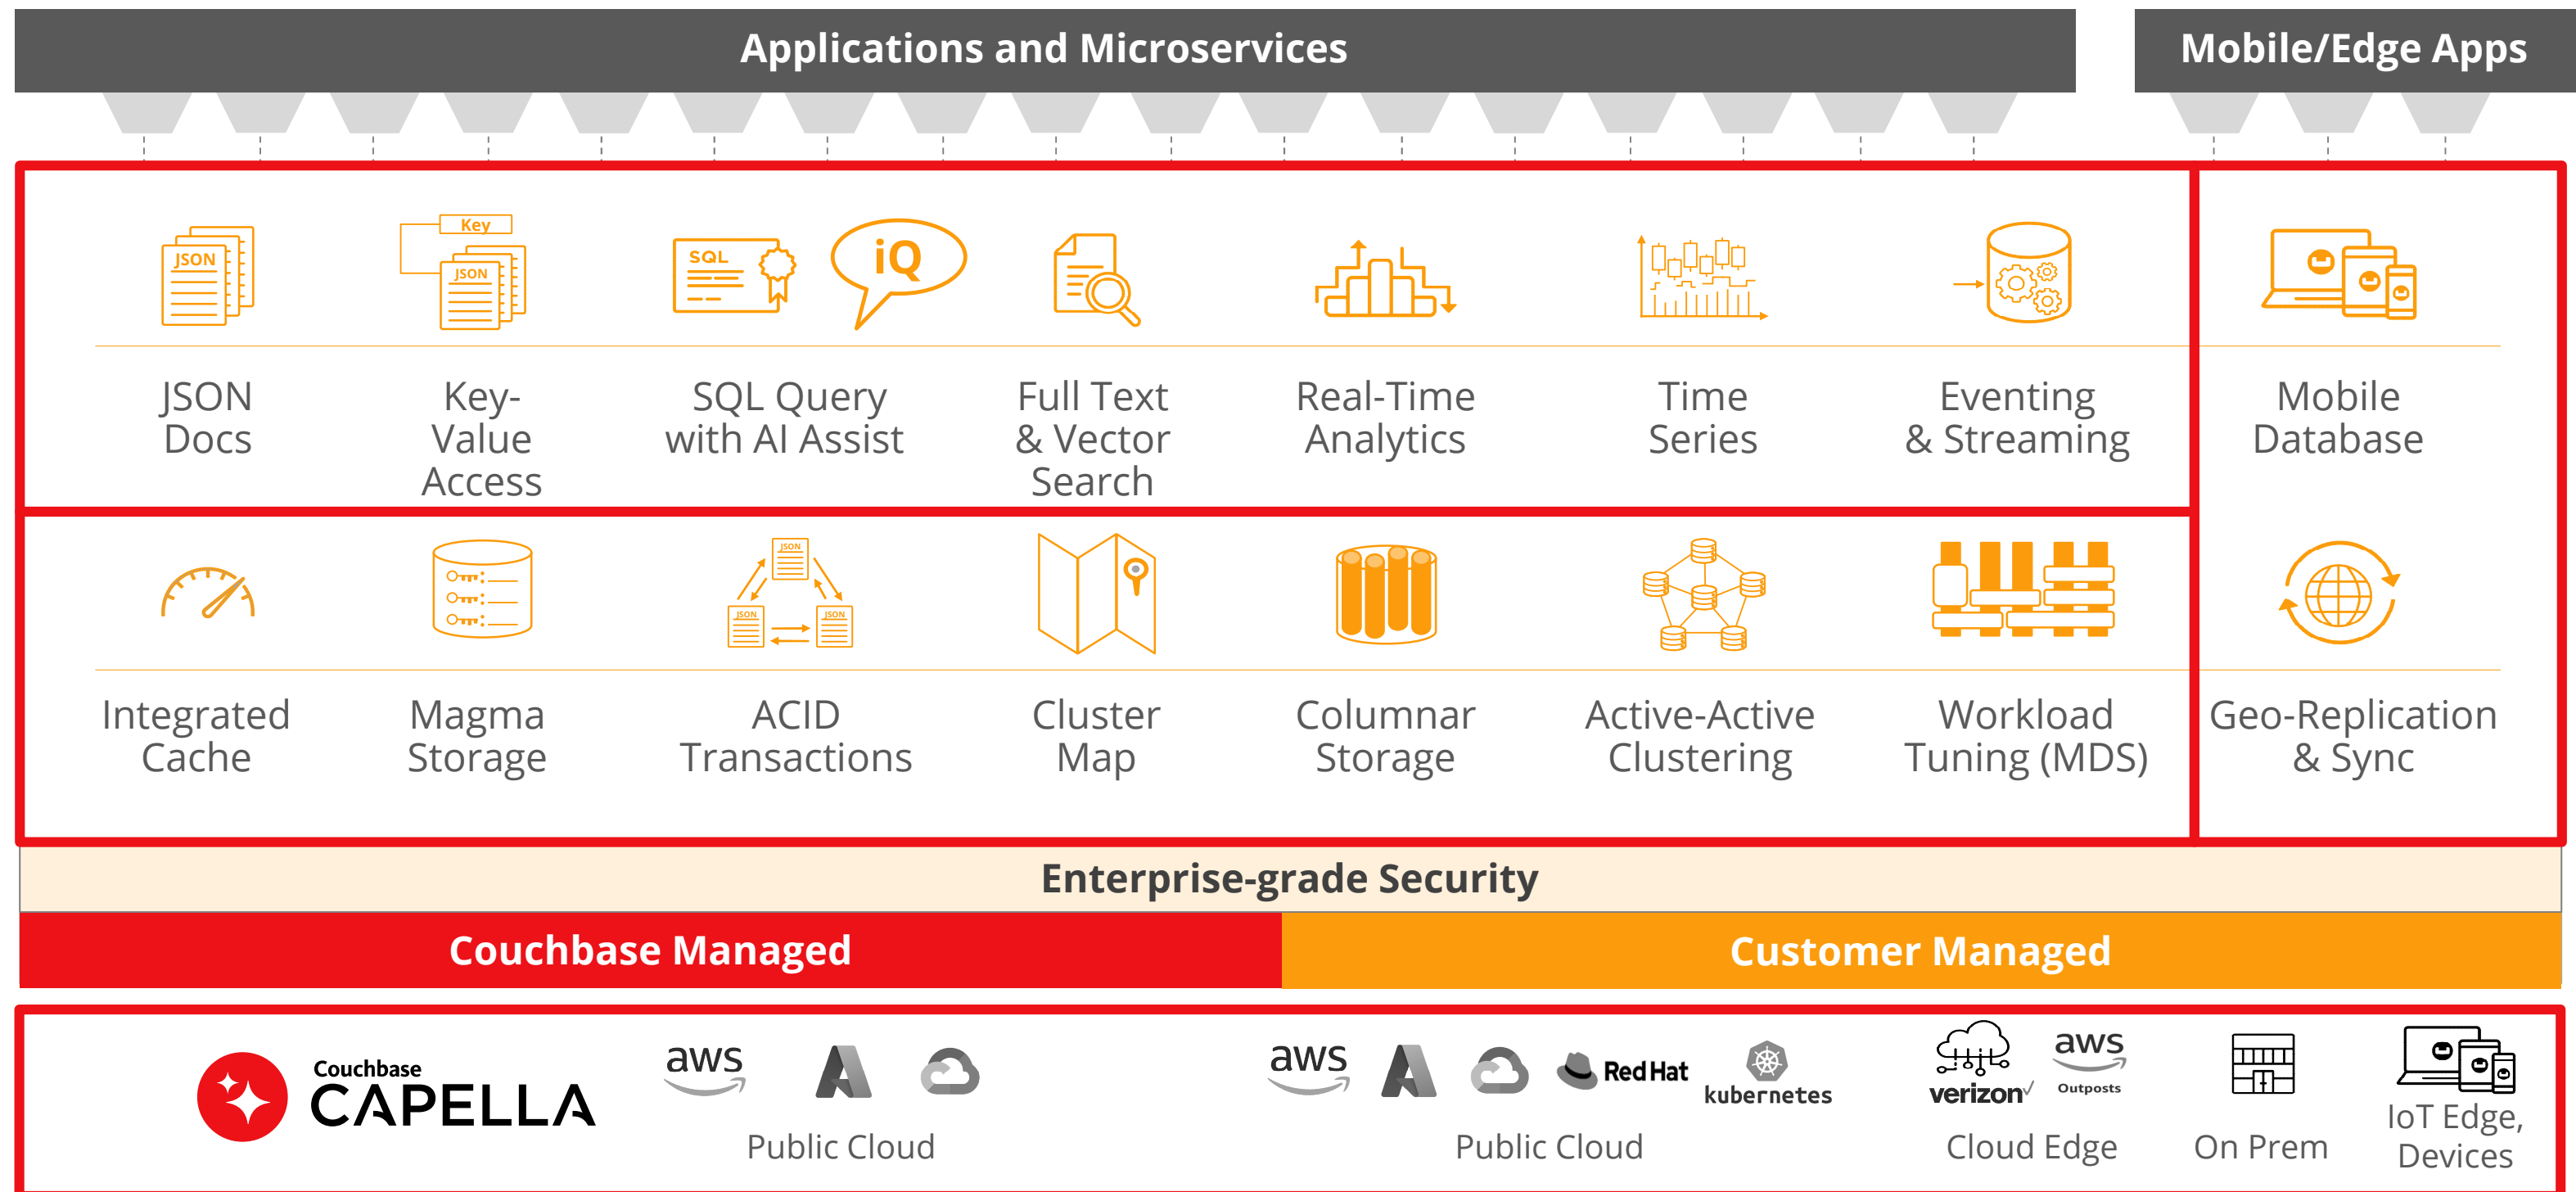 Applications and Microservices
Mobile/Edge Apps
JSON
Key
JSON
SQL
iQ
JSON
Docs
Key-
Value
Access
SQL Query
with AI Assist
Full Text
& Vector
Search
Real-Time
Analytics
Time
Series
Eventing
& Streaming
Mobile
Database
JSON
JSON
JSON
Integrated
Cache
Magma
Storage
ACID
Transactions
Cluster
Map
Columnar
Storage
Active-Active
Clustering
Workload
Tuning (MDS)
Geo-Replication
& Sync
Enterprise-grade Security
Couchbase Managed
Customer Managed
Couchbase
CAPELLA
aws
Public Cloud
aws
Red Hat
kubernetes
Public Cloud
verizon
aws
Outposts
Cloud Edge
On Prem
IoT Edge,
Devices